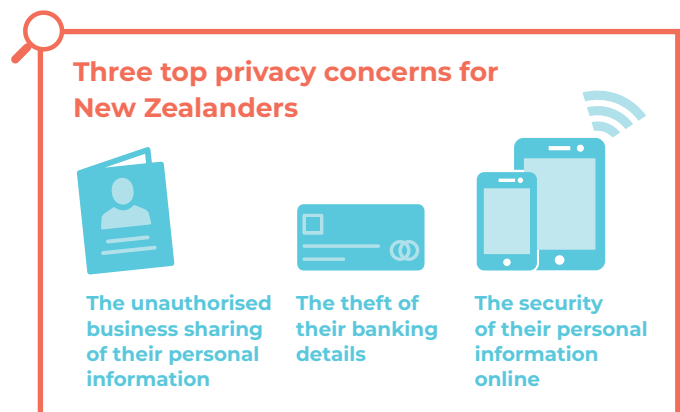 Three top privacy concerns for
New Zealanders
The unauthorised
business sharing
of their personal
information
The theft of
their banking
details
The security
of their personal
information
online